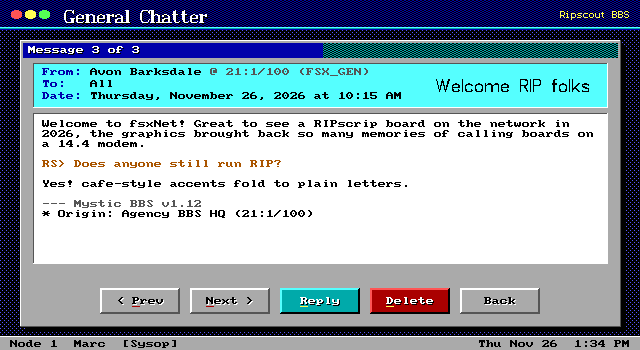 General Chatter
Ripscout BBS
Message 3 of 3
From: Avon Barksdale @ 21:1/100 (FSX_GEN)
To: All
Date: Thursday, November 26, 2026 at 10:15 AM
Welcome RIP folks
Welcome to fsxNet! Great to see a RIPscrip board on the network in
2026, the graphics brought back so many memories of calling boards on
a 14.4 modem.
RS> Does anyone still run RIP?
Yes! cafe-style accents fold to plain letters.
--- Mystic BBS v1.12
* Origin: Agency BBS HQ (21:1/100)
< Prev
Next >
Reply
Delete
Back
Node 1 Marc [Sysop]
Thu Nov 26 1:34 PM